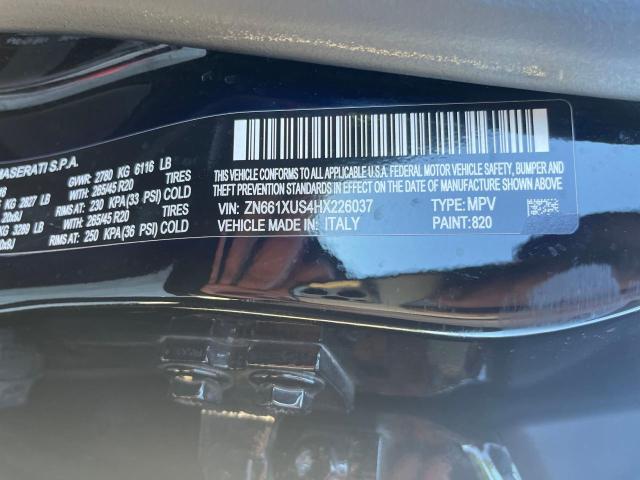 MASERATI S.P.A.
GVWR: 2780 KG 6116 LB
KG 2827 LB WITH: 265/45 R20
20x9J RIMS AT: 230 KPA(33 PSI) COLD
KG 3289 LB WITH: 265/45 R20
RIMS AT: 250 KPA(36 PSI) COLD
THIS VEHICLE CONFORMS TO ALL APPLICABLE U.S.A. FEDERAL MOTOR VEHICLE SAFETY, BUMPER AND
THEFT PREVENTION STANDARDS IN EFFECT ON THE DATE OF MANUFACTURE SHOWN ABOVE.
VIN: ZN661XUS4HX226037 TYPE: MPV
VEHICLE MADE IN: ITALY PAINT:820